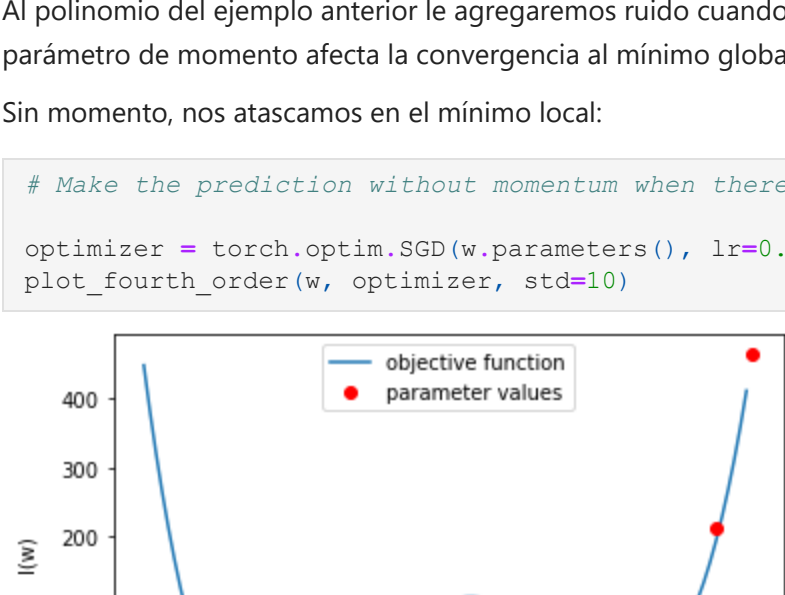 Al polinomio del ejemplo anterior le agregaremos ruido cuando
parámetro de momento afecta la convergencia al mínimo globa
Sin momento, nos atascamos en el mínimo local:
# Make the prediction without momentum when there
optimizer = torch.optim.SGD(w.parameters(), lr=0.
plot_fourth_order(w, optimizer, std=10)
objective function
parameter values
400
300
200
l(w)